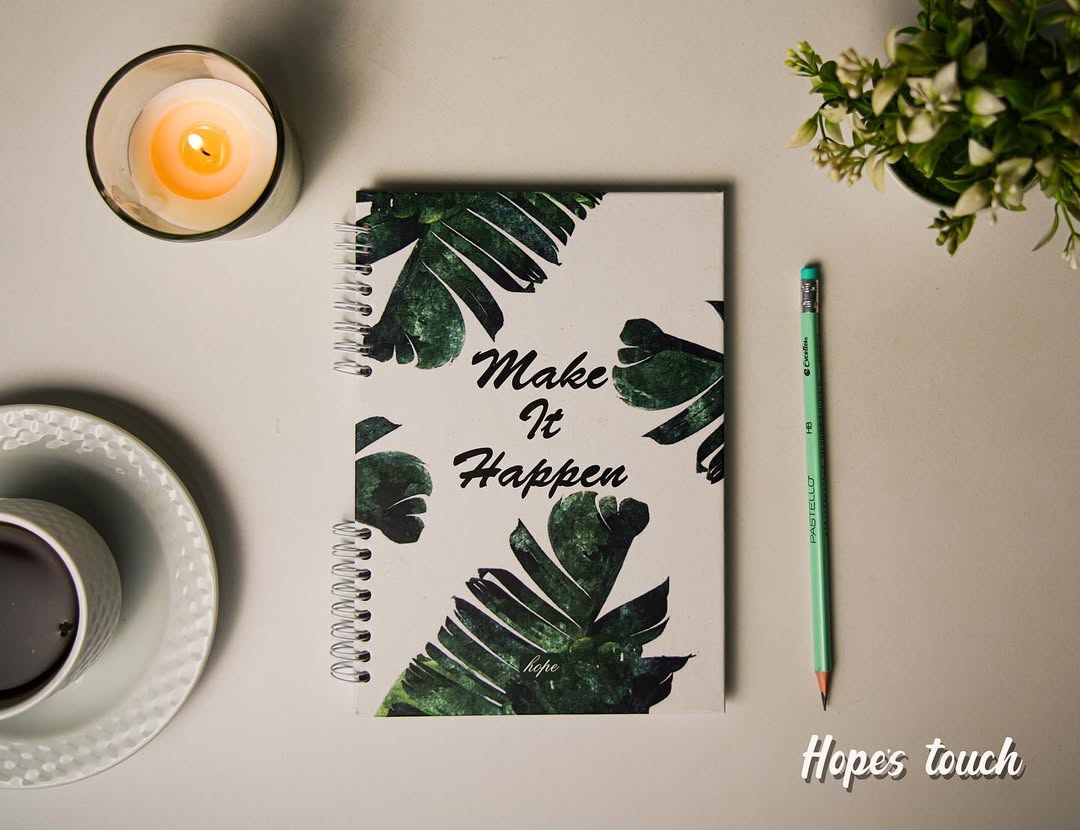 Make
It
Happen
hope
Excellent
HB
PASTELLO
Hope's touch